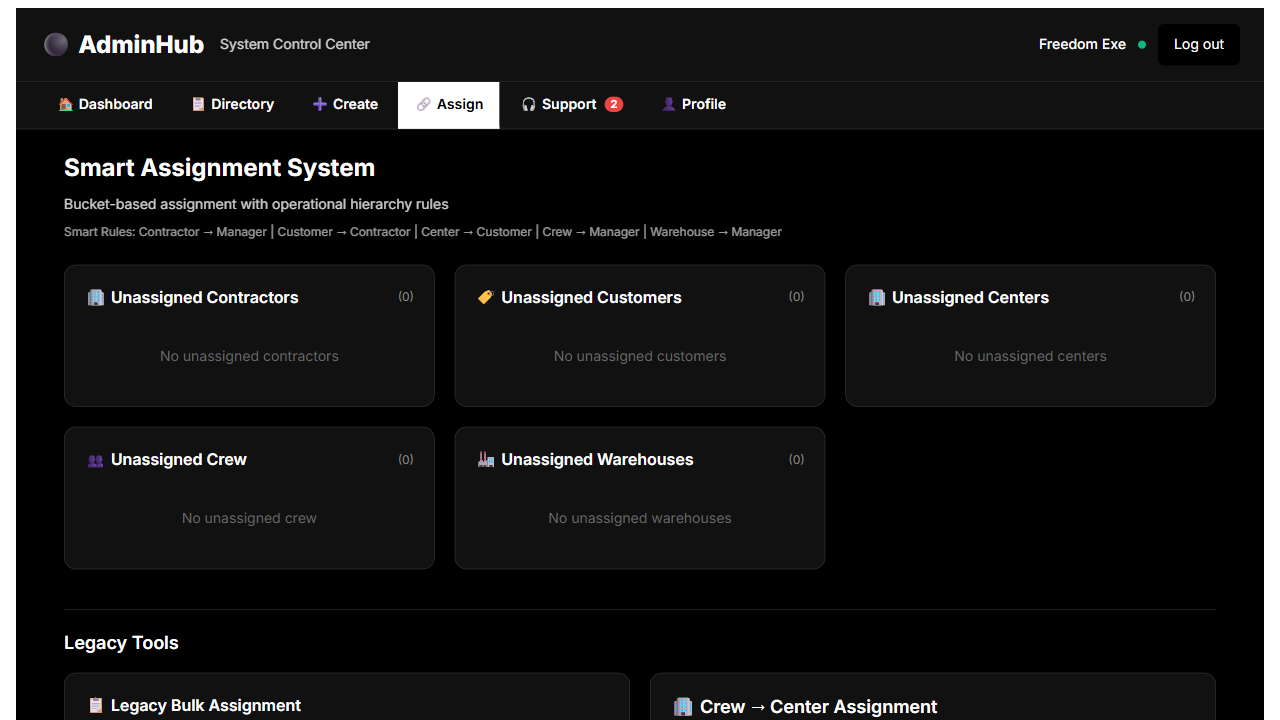 AdminHub System Control Center Freedom Exe Log out
Dashboard Directory Create Assign Support 2 Profile
Smart Assignment System
Bucket-based assignment with operational hierarchy rules
Smart Rules: Contractor → Manager | Customer → Contractor | Center → Customer | Crew → Manager | Warehouse → Manager
Unassigned Contractors (0)
No unassigned contractors
Unassigned Customers (0)
No unassigned customers
Unassigned Centers (0)
No unassigned centers
Unassigned Crew (0)
No unassigned crew
Unassigned Warehouses (0)
No unassigned warehouses
Legacy Tools
Legacy Bulk Assignment
Crew → Center Assignment